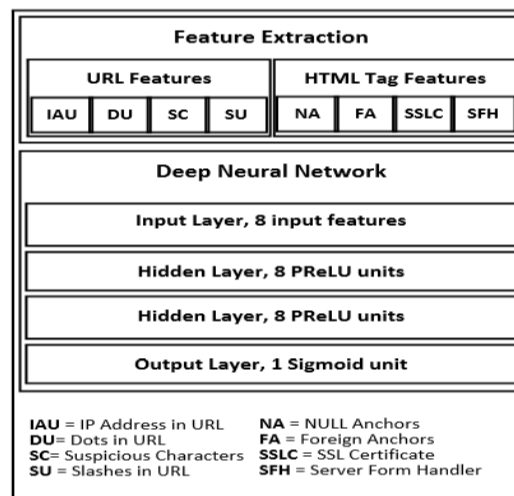 Feature Extraction
URL Features
HTML Tag Features
IAU DU SC SU NA FA SSLC SFH
Deep Neural Network
Input Layer, 8 input features
Hidden Layer, 8 PReLU units
Hidden Layer, 8 PReLU units
Output Layer, 1 Sigmoid unit
IAU = IP Address in URL
DU= Dots in URL
SC= Suspicious Characters
SU = Slashes in URL
NA = NULL Anchors
FA = Foreign Anchors
SSLC = SSL Certificate
SFH = Server Form Handler